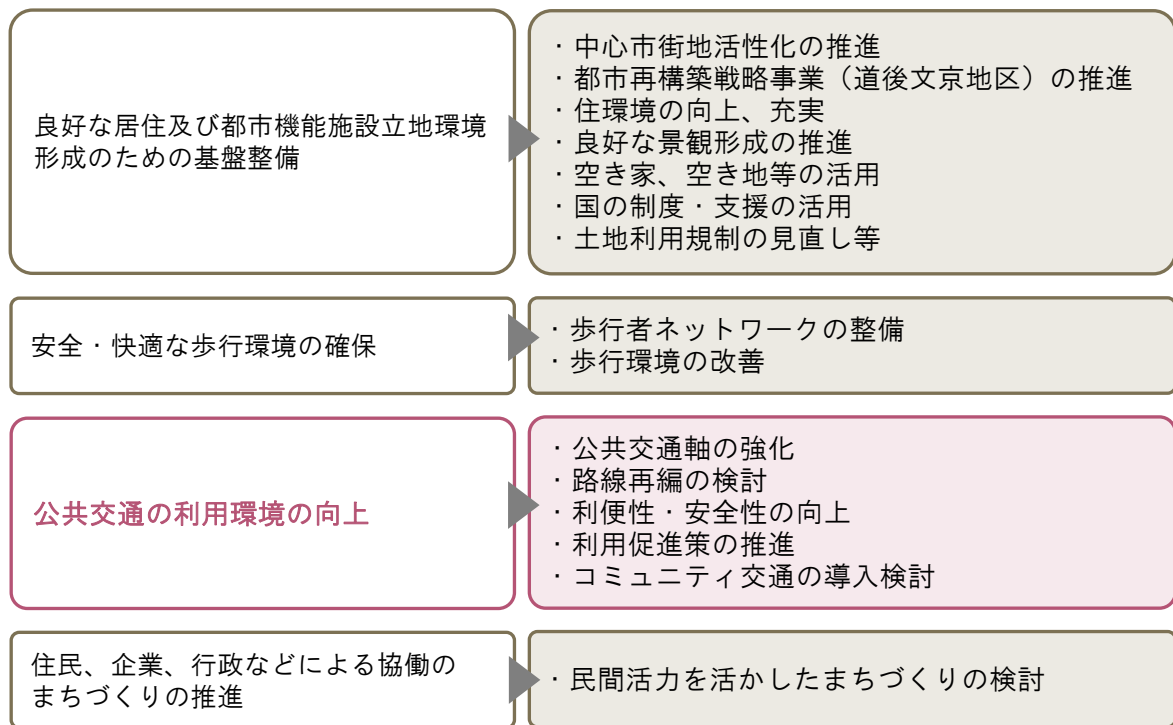 良好な居住及び都市機能施設立地環境
形成のための基盤整備
・中心市街地活性化の推進
・都市再構築戦略事業（道後文京地区）の推進
・住環境の向上、充実
・良好な景観形成の推進
・空き家、空き地等の活用
・国の制度・支援の活用
・土地利用規制の見直し等
安全・快適な歩行環境の確保
・歩行者ネットワークの整備
・歩行環境の改善
公共交通の利用環境の向上
・公共交通軸の強化
・路線再編の検討
・利便性・安全性の向上
・利用促進策の推進
・コミュニティ交通の導入検討
住民、企業、行政などによる協働の
まちづくりの推進
・民間活力を活かしたまちづくりの検討